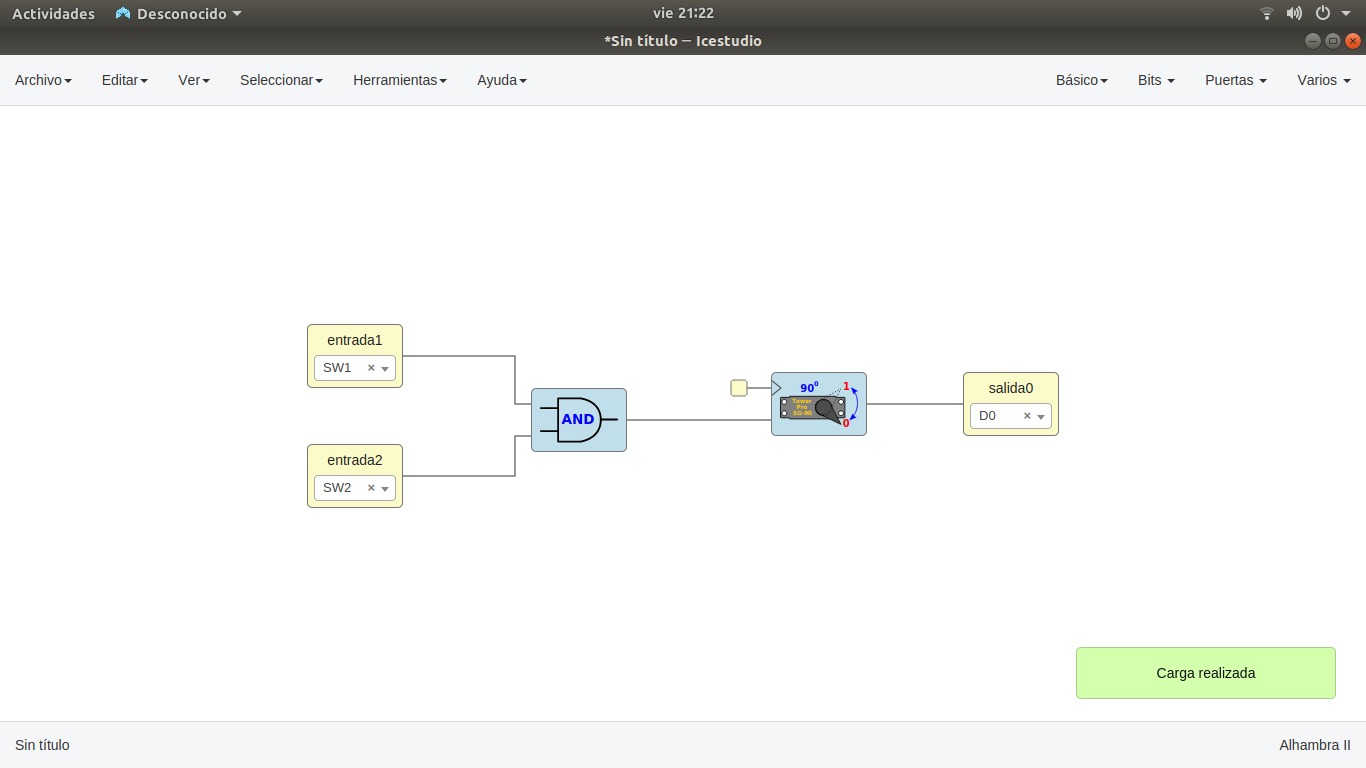 Actividades Desconocido vie 21:22
*Sin título – Icestudio
Archivo Editar Ver Seleccionar Herramientas Ayuda Básico Bits Puertas Varios
entrada1
SW1 ×
entrada2
SW2 ×
AND
90⁰ 1
Tower
Pro
SG-90
0
salida0
D0 ×
Carga realizada
Sin título Alhambra II